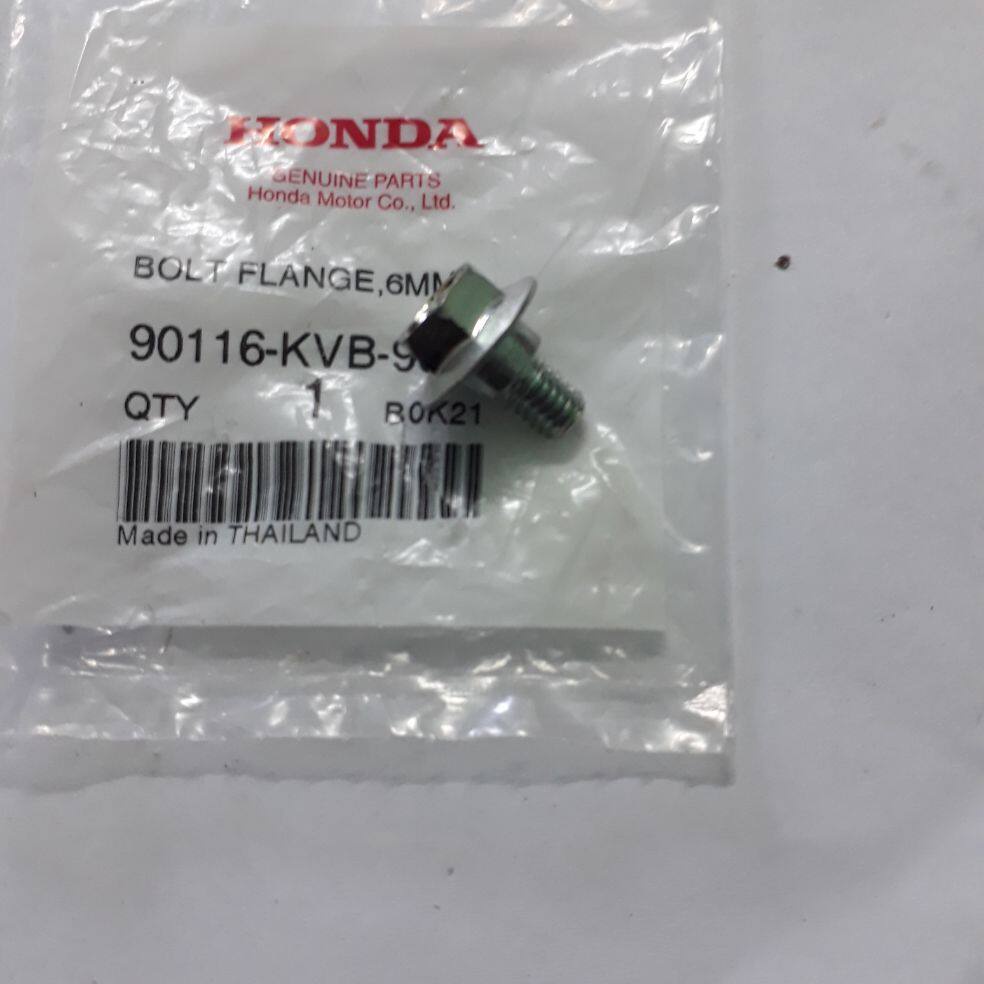 HONDA
GENUINE PARTS
Honda Motor Co., Ltd.
BOLT FLANGE,6MM
90116-KVB-9
QTY 1 B0K21
Made in THAILAND